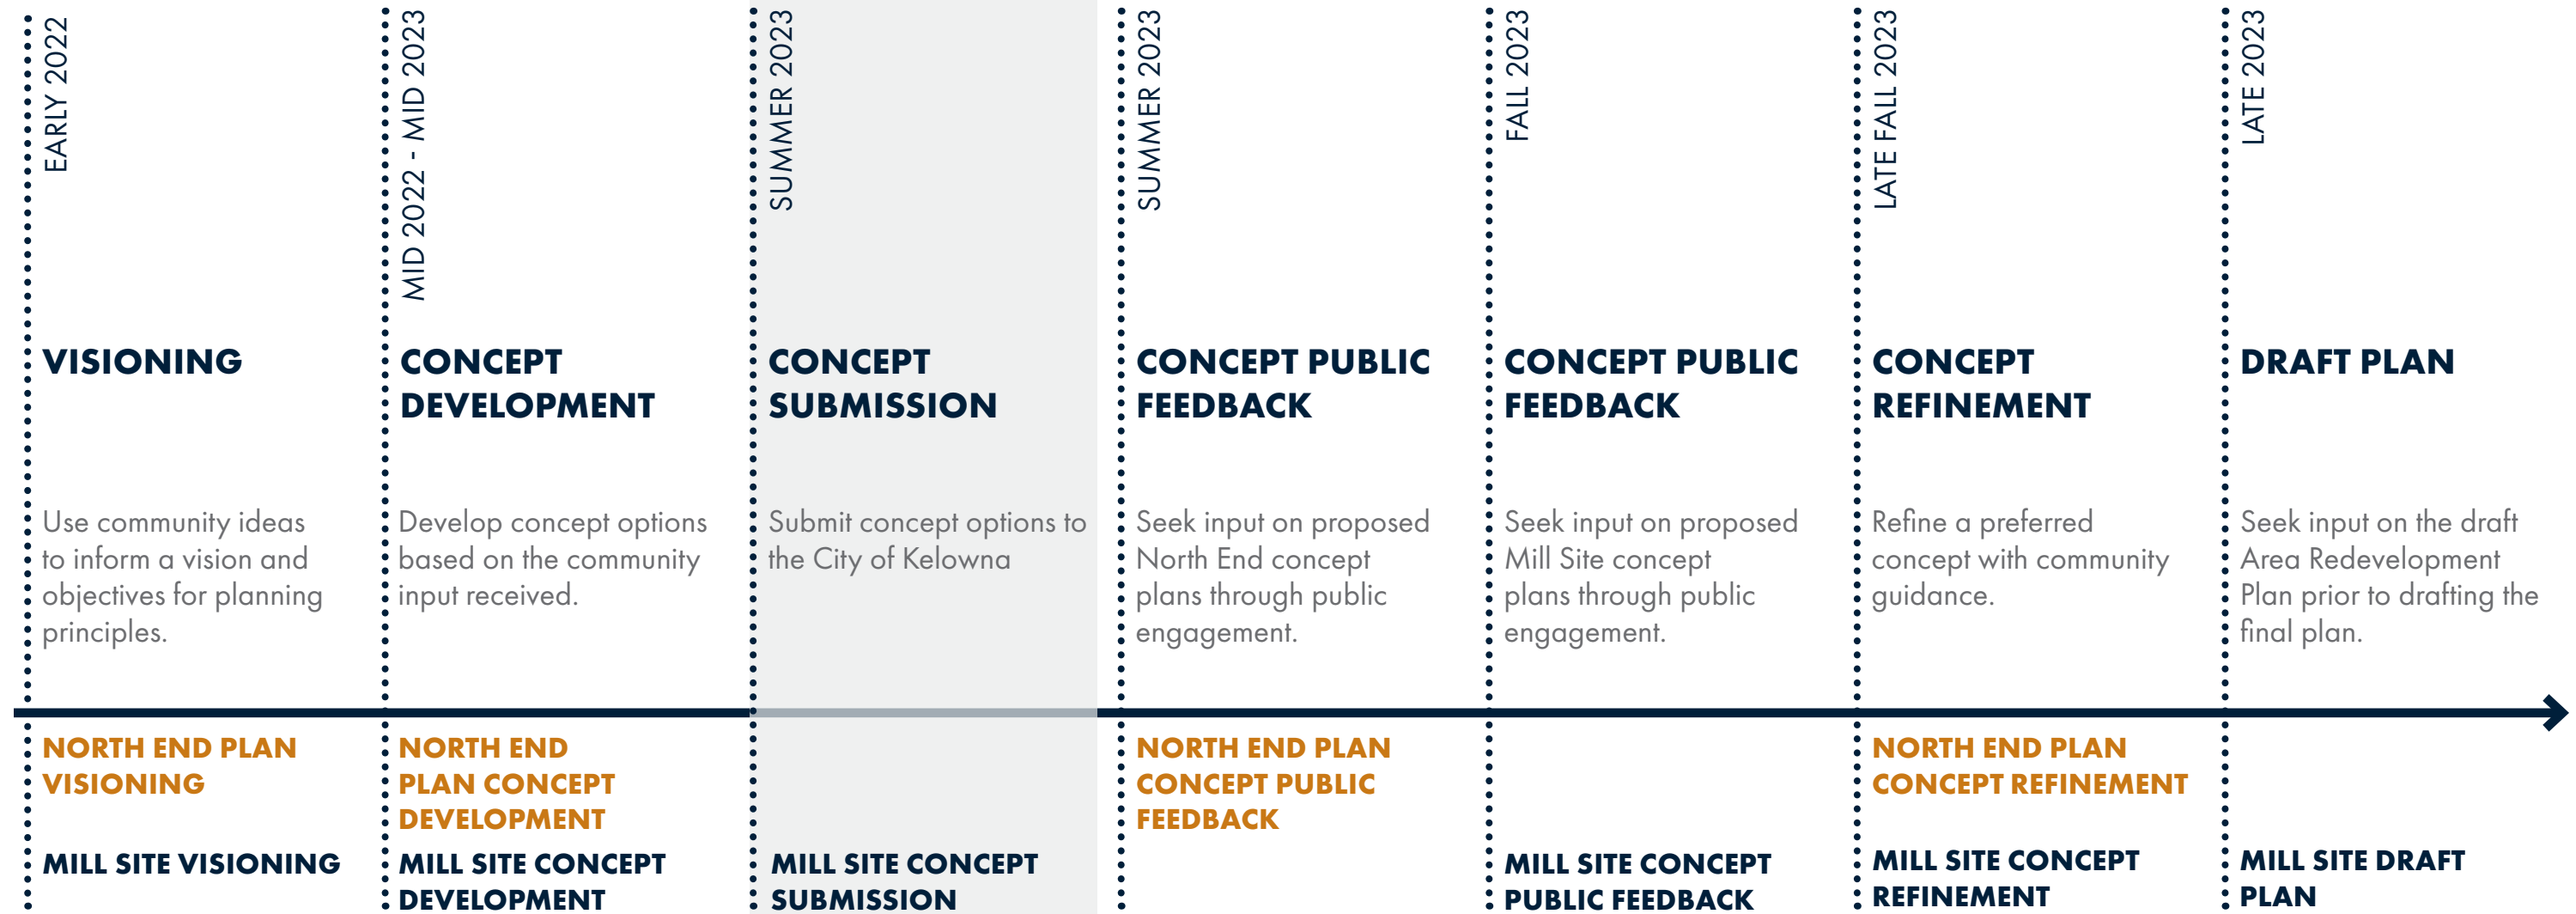 EARLY 2022
VISIONING
Use community ideas
to inform a vision and
objectives for planning
principles.
NORTH END PLAN
VISIONING
MILL SITE VISIONING
MID 2022 - MID 2023
CONCEPT
DEVELOPMENT
Develop concept options
based on the community
input received.
NORTH END
PLAN CONCEPT
DEVELOPMENT
MILL SITE CONCEPT
DEVELOPMENT
SUMMER 2023
CONCEPT
SUBMISSION
Submit concept options to
the City of Kelowna
MILL SITE CONCEPT
SUBMISSION
SUMMER 2023
CONCEPT PUBLIC
FEEDBACK
Seek input on proposed
North End concept
plans through public
engagement.
NORTH END PLAN
CONCEPT PUBLIC
FEEDBACK
FALL 2023
CONCEPT PUBLIC
FEEDBACK
Seek input on proposed
Mill Site concept
plans through public
engagement.
MILL SITE CONCEPT
PUBLIC FEEDBACK
LATE FALL 2023
CONCEPT
REFINEMENT
Refine a preferred
concept with community
guidance.
NORTH END PLAN
CONCEPT REFINEMENT
MILL SITE CONCEPT
REFINEMENT
LATE 2023
DRAFT PLAN
Seek input on the draft
Area Redevelopment
Plan prior to drafting the
final plan.
MILL SITE DRAFT
PLAN